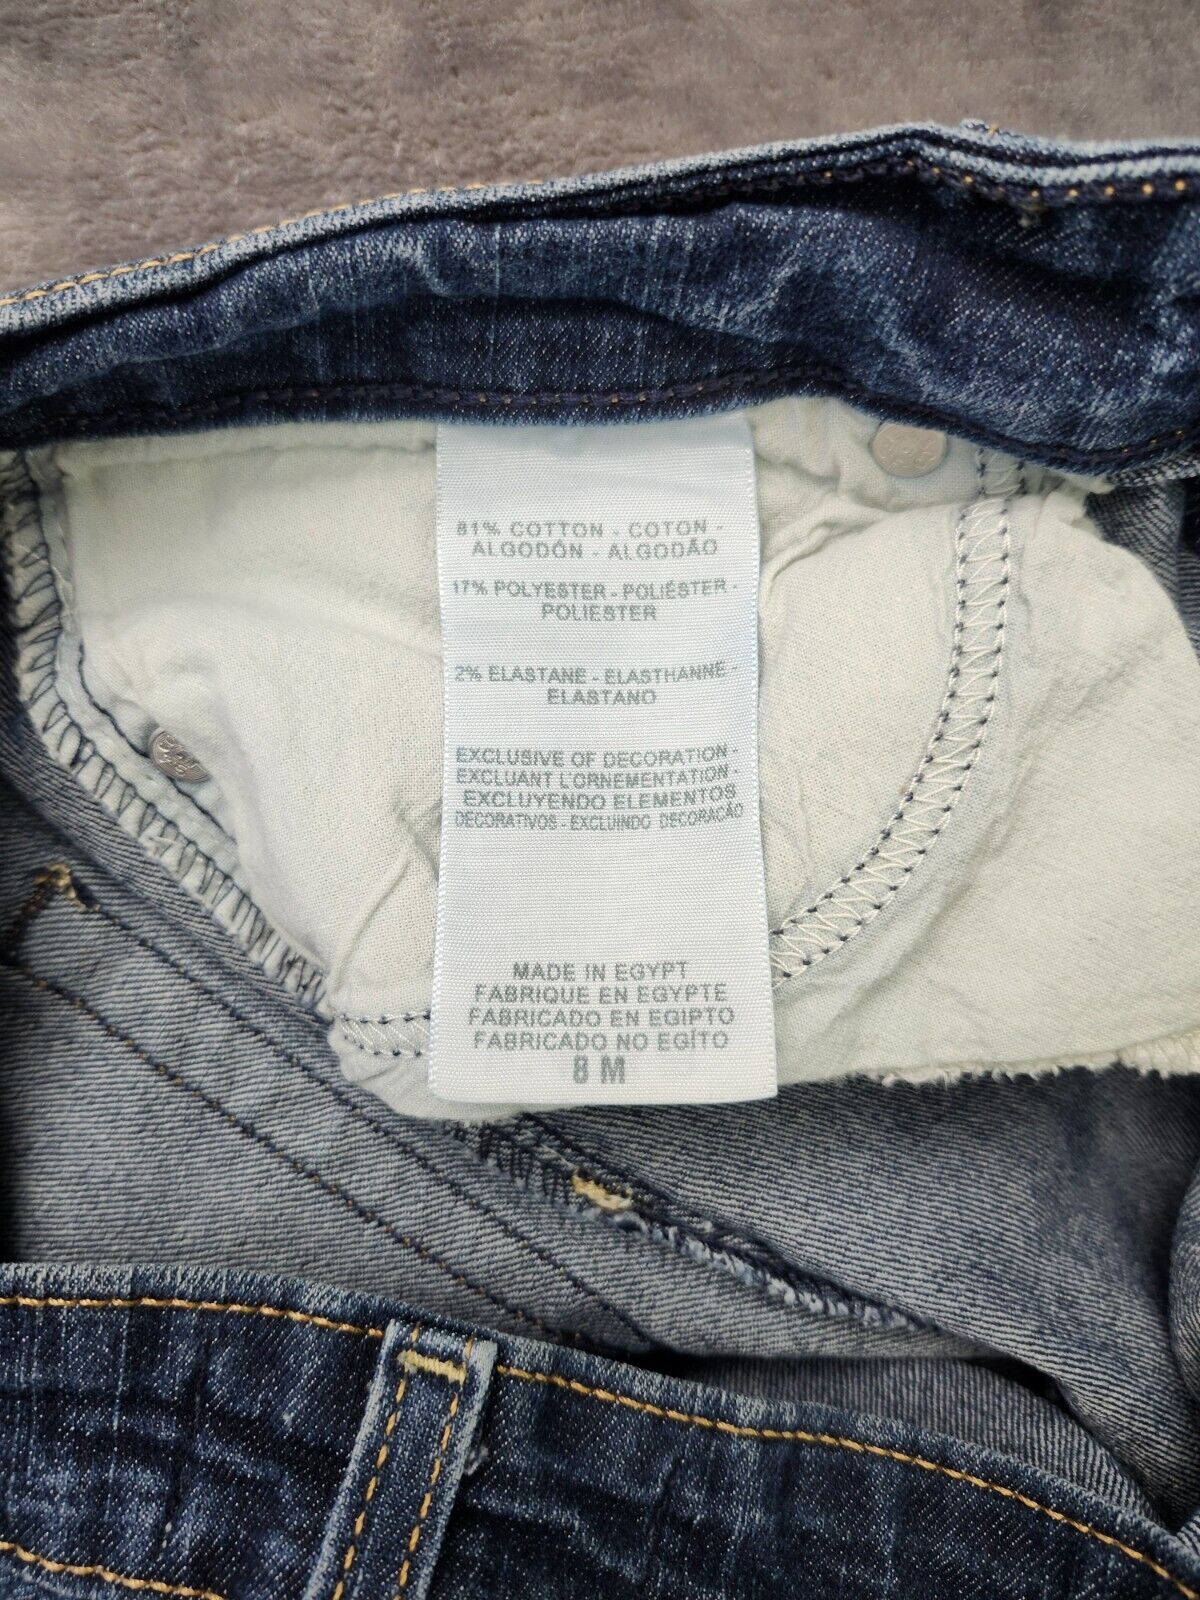 81% COTTON - COTON -
ALGODÓN - ALGODÃO
17% POLYESTER - POLIÉSTER -
POLIESTER
2% ELASTANE - ELASTHANNE -
ELASTANO
EXCLUSIVE OF DECORATION -
EXCLUANT L'ORNEMENTATION -
EXCLUYENDO ELEMENTOS
DECORATIVOS - EXCLUINDO DECORAÇÃO
MADE IN EGYPT
FABRIQUE EN EGYPTE
FABRICADO EN EGIPTO
FABRICADO NO EGÍTO
8 M